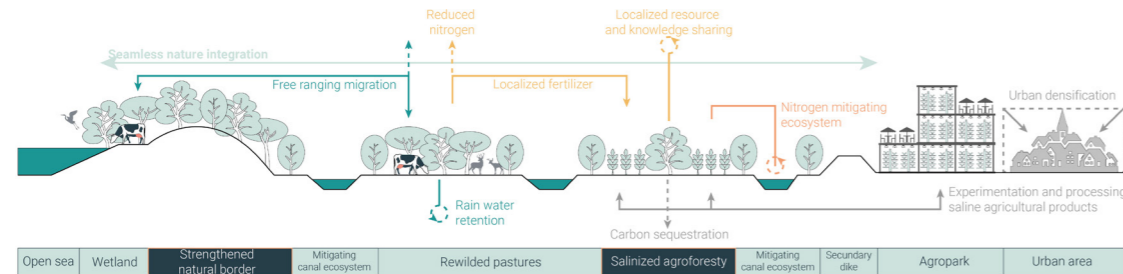 Reduced
nitrogen
Localized resource
and knowledge sharing
Seamless nature integration
Free ranging migration
Localized fertilizer
Nitrogen mitigating
ecosystem
Urban densification
Rain water
retention
Carbon sequestration
Experimentation and processing
saline agricultural products
Open sea
Wetland
Strengthened
natural border
Mitigating
canal ecosystem
Rewilded pastures
Salinized agroforesty
Mitigating
canal ecosystem
Secundary
dike
Agropark
Urban area